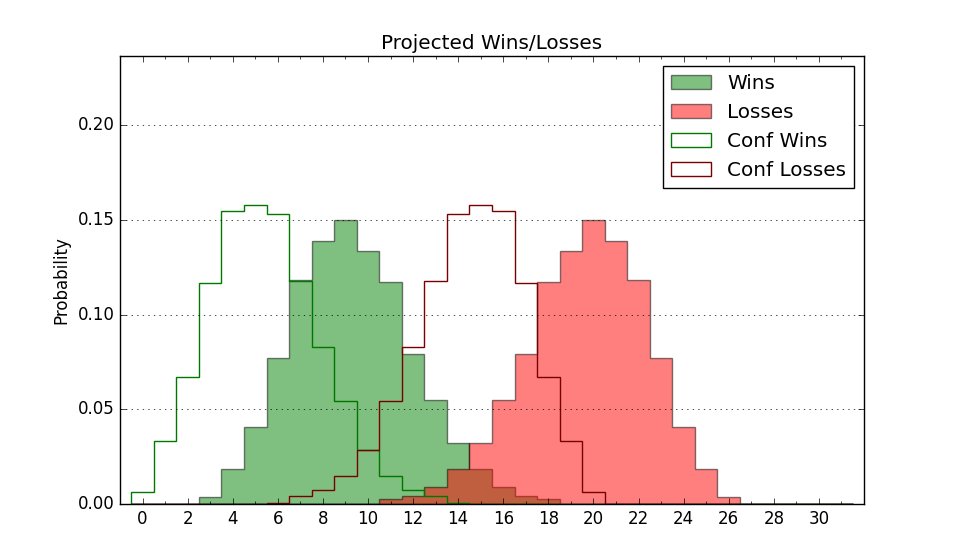 Projected Wins/Losses
Wins
Losses
Conf Wins
Conf Losses
Probability
0.20
0.15
0.10
0.05
0.00
0 2 4 6 8 10 12 14 16 18 20 22 24 26 28 30